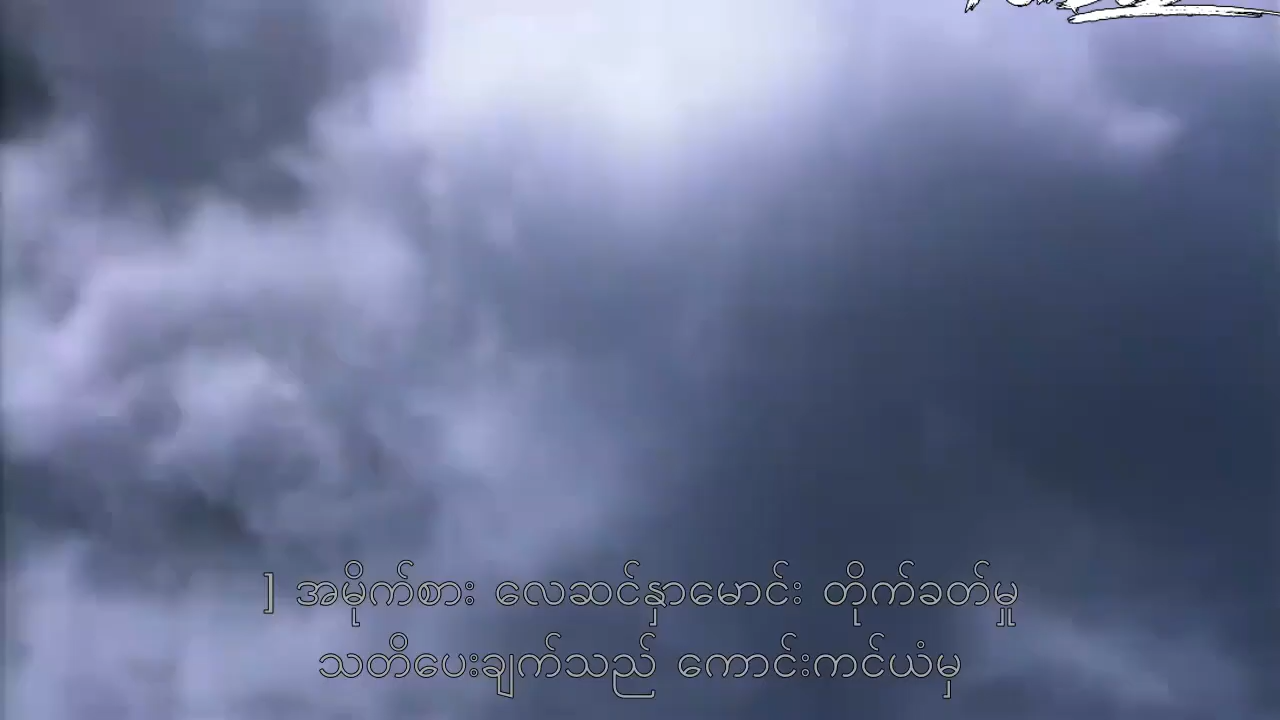 ] အမိုက်စား လေဆင်နှာမောင်း တိုက်ခတ်မှု
သတိပေးချက်သည် ကောင်းကင်ယံမှ